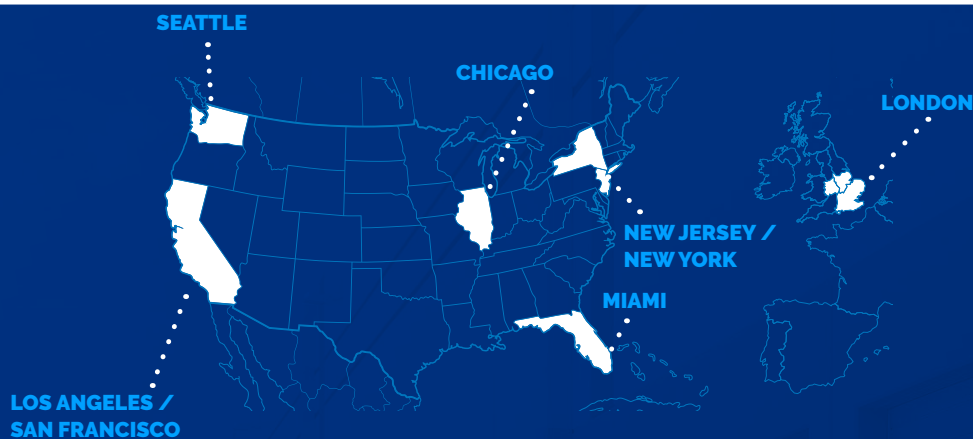 SEATTLE
CHICAGO
LONDON
NEW JERSEY /
NEW YORK
MIAMI
LOS ANGELES /
SAN FRANCISCO